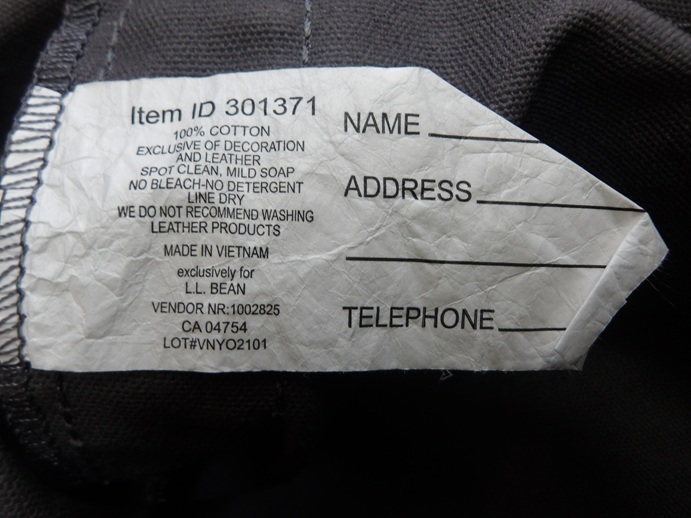 Item ID 301371
100% COTTON
EXCLUSIVE OF DECORATION
AND LEATHER
SPOT CLEAN, MILD SOAP
NO BLEACH-NO DETERGENT
LINE DRY
WE DO NOT RECOMMEND WASHING
LEATHER PRODUCTS
MADE IN VIETNAM
exclusively for
L.L. BEAN
VENDOR NR:1002825
CA 04754
LOT#VNYO2101
NAME
ADDRESS
TELEPHONE